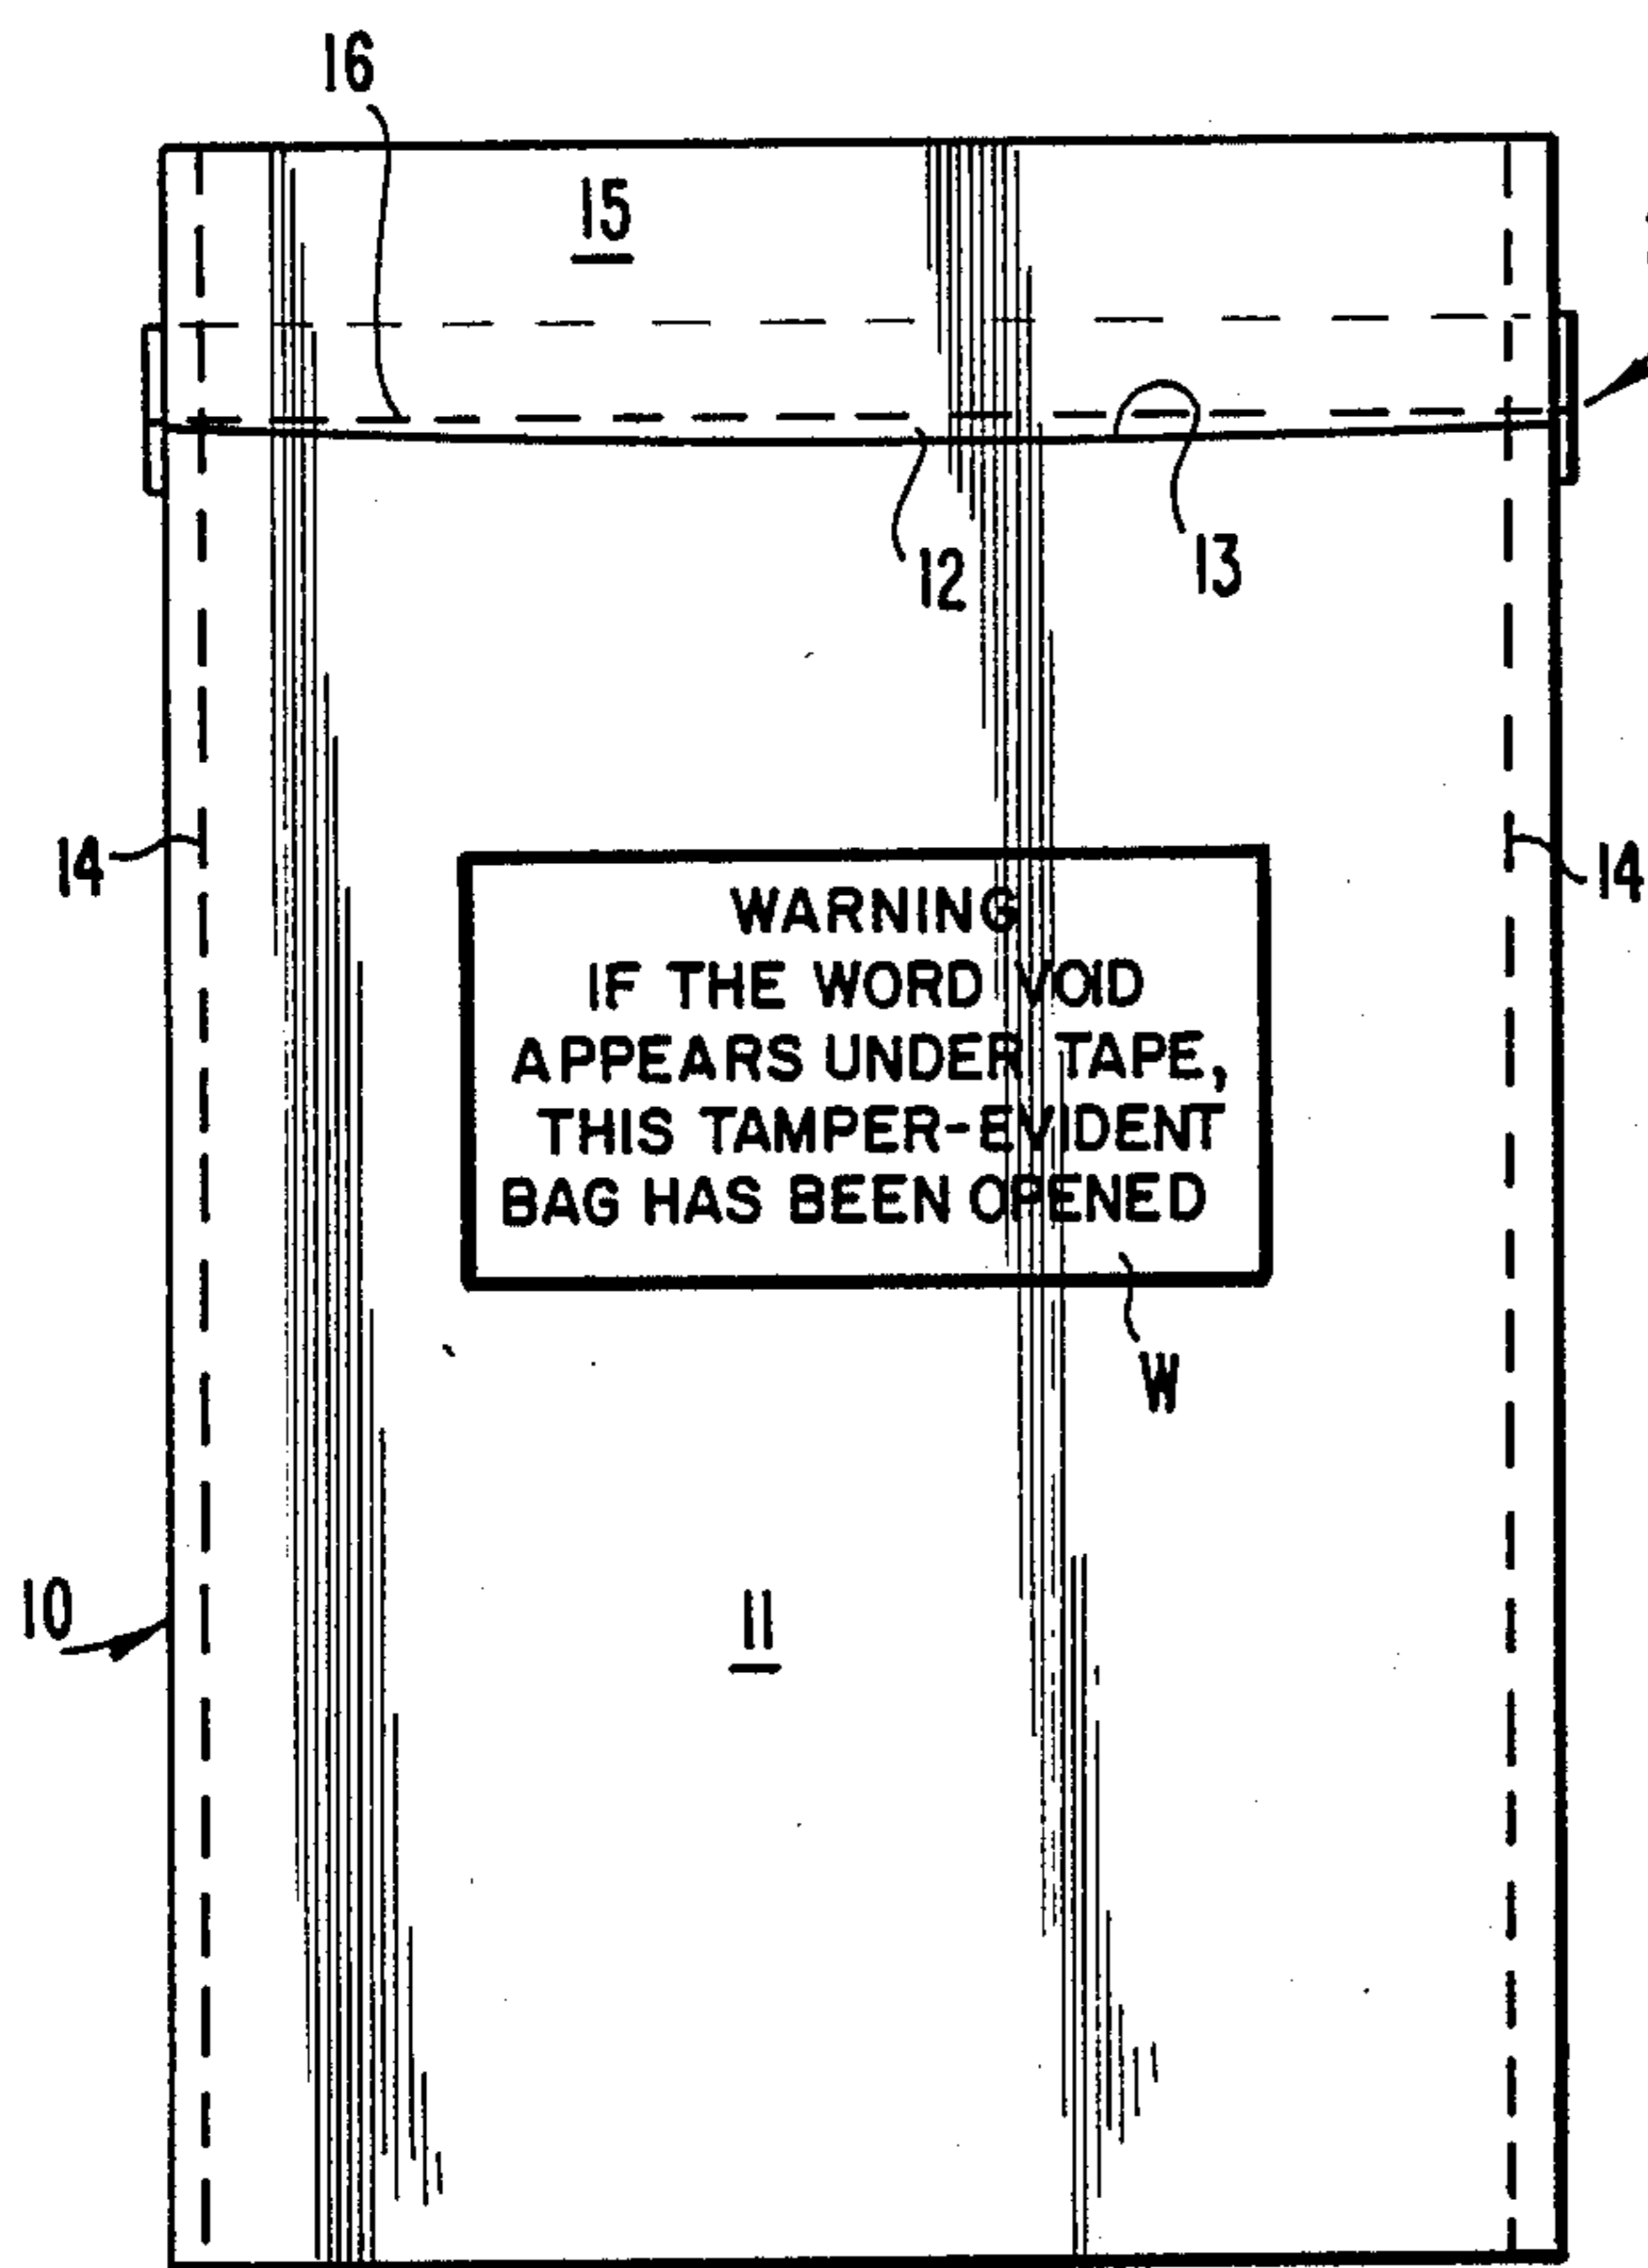 16
15
12
13
14
14
WARNING
IF THE WORD VOID
APPEARS UNDER TAPE,
THIS TAMPER-EVIDENT
BAG HAS BEEN OPENED
W
10
11